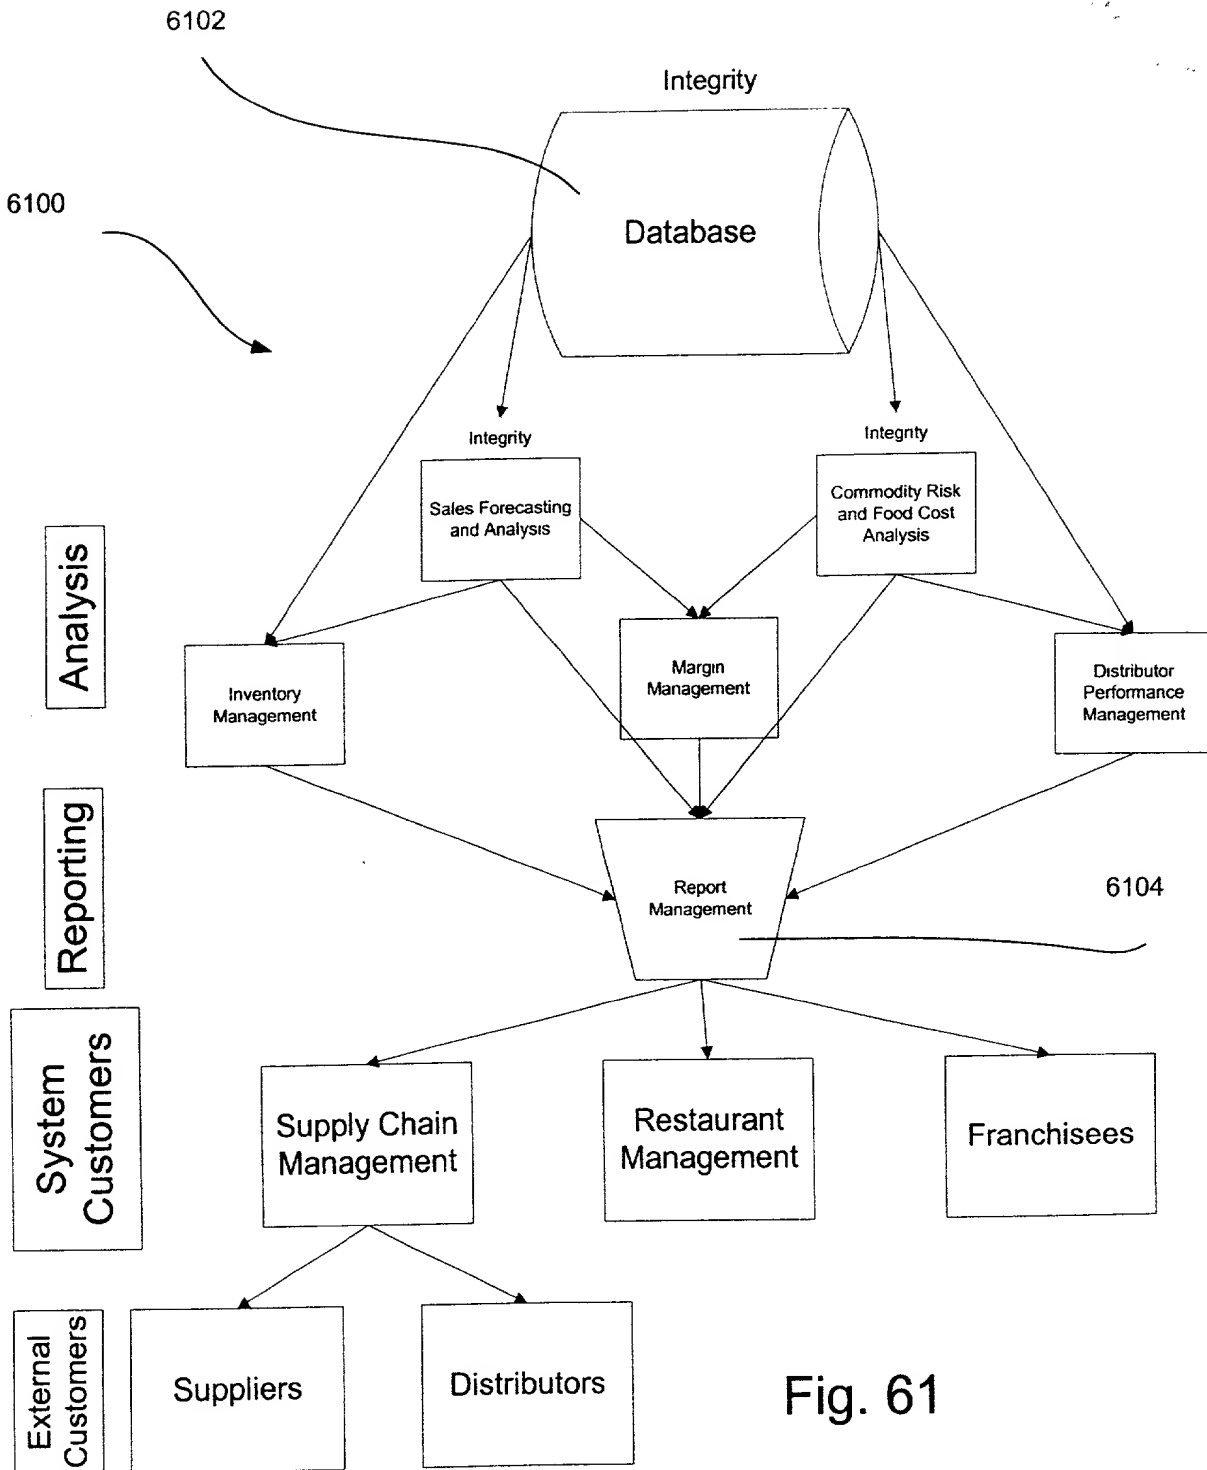 6102
Integrity
6100
Database
Integrity
Integrity
Sales Forecasting
and Analysis
Commodity Risk
and Food Cost
Analysis
Analysis
Inventory
Management
Margin
Management
Distributor
Performance
Management
Reporting
Report
Management
6104
System
Customers
Supply Chain
Management
Restaurant
Management
Franchisees
External
Customers
Suppliers
Distributors
Fig. 61